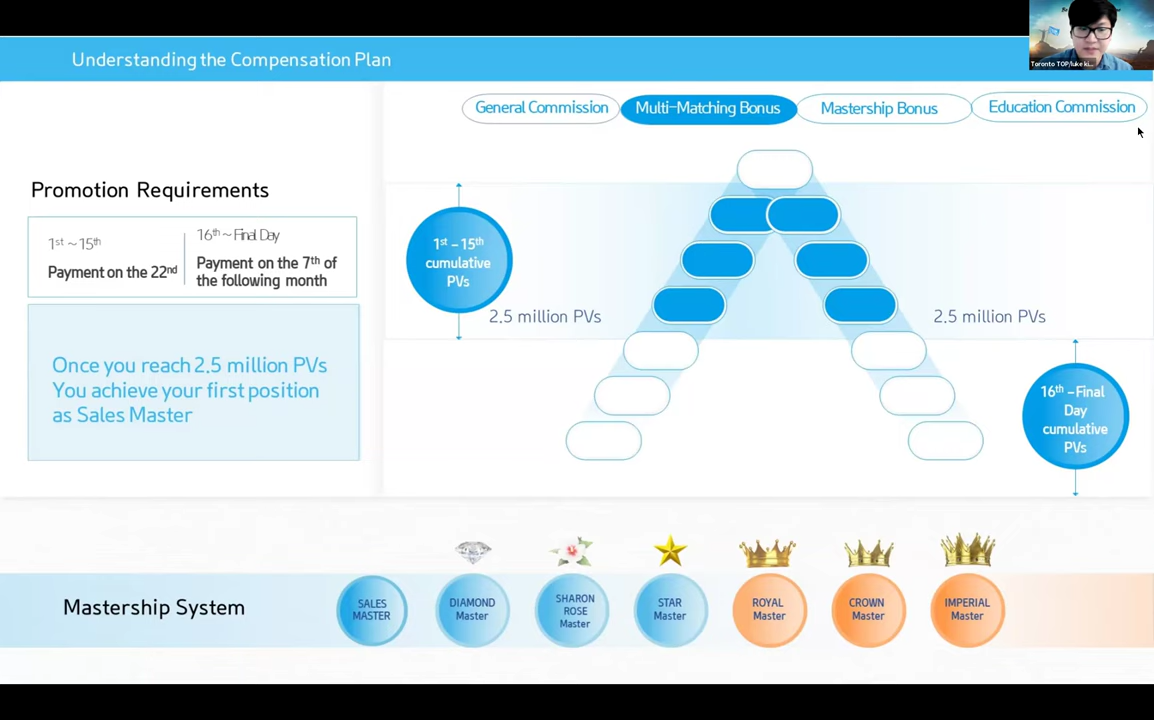 Understanding the Compensation Plan
General Commission
Multi-Matching Bonus
Mastership Bonus
Education Commission
Promotion Requirements
1st ~ 15th
Payment on the 22nd
16th ~ Final Day
Payment on the 7th of
the following month
Once you reach 2.5 million PVs
You achieve your first position
as Sales Master
1st - 15th
cumulative
PVs
2.5 million PVs
2.5 million PVs
16th -Final
Day
cumulative
PVs
Mastership System
SALES
MASTER
DIAMOND
Master
SHARON
ROSE
Master
STAR
Master
ROYAL
Master
CROWN
Master
IMPERIAL
Master
Toronto TOP/luke ki...